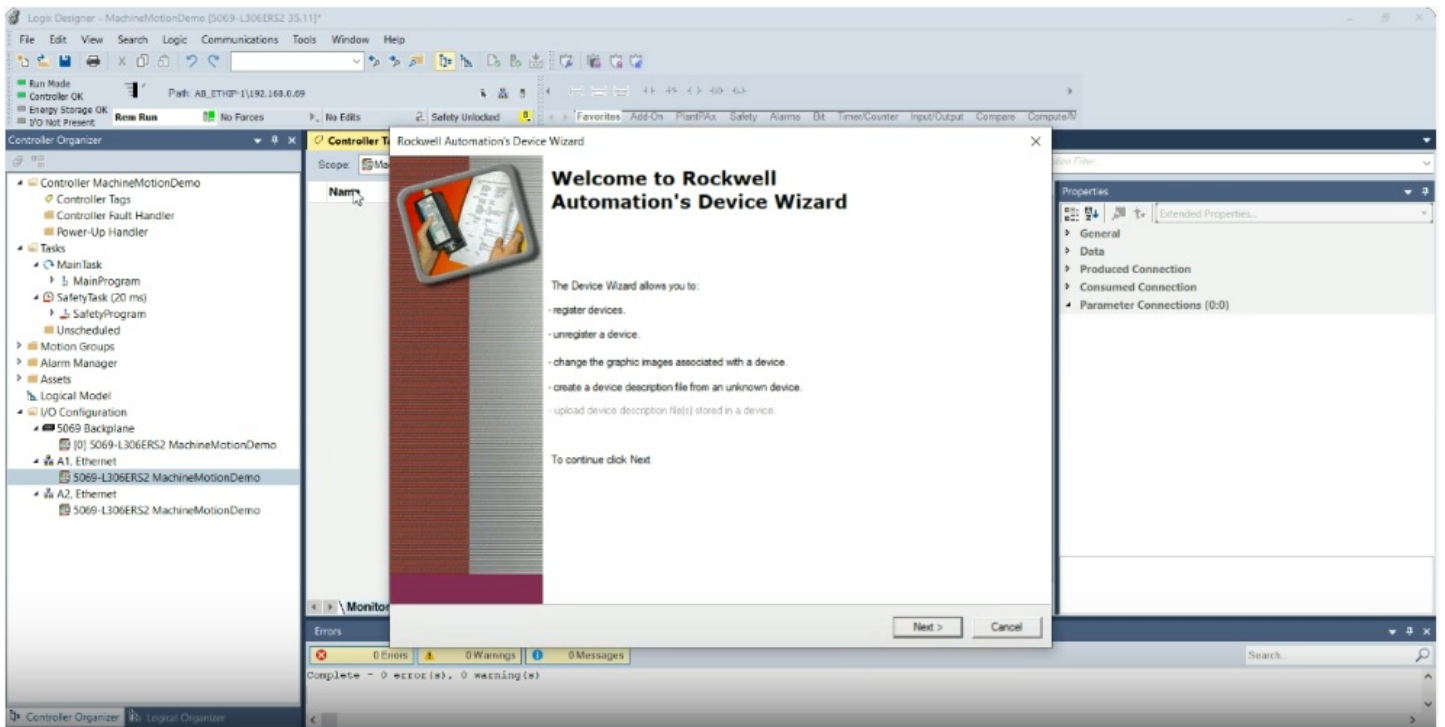 Logix Designer - MachineMotionDemo [5069-L306ERS2 35.11]*
File Edit View Search Logic Communications Tools Window Help
Run Mode
Controller OK
Energy Storage OK
I/O Not Present
Path: AB_ETHIP-1\192.168.0.69
Rem Run
No Forces
No Edits
Safety Unlocked
Favorites Add-On PlantPAx Safety Alarms Bit Timer/Counter Input/Output Compare
Controller Organizer
Controller MachineMotionDemo
Controller Tags
Controller Fault Handler
Power-Up Handler
Tasks
MainTask
MainProgram
SafetyTask (20 ms)
SafetyProgram
Unscheduled
Motion Groups
Alarm Manager
Assets
Logical Model
I/O Configuration
5069 Backplane
[0] 5069-L306ERS2 MachineMotionDemo
A1, Ethernet
5069-L306ERS2 MachineMotionDemo
A2, Ethernet
5069-L306ERS2 MachineMotionDemo
Controller Organizer
Logical Organizer
Controller Ta
Scope: Ma
Name
Monitor
Rockwell Automation's Device Wizard
Welcome to Rockwell
Automation's Device Wizard
The Device Wizard allows you to:
- register devices.
- unregister a device.
- change the graphic images associated with a device.
- create a device description file from an unknown device.
- upload device description file(s) stored in a device.
To continue click Next
Next >
Cancel
Properties
Extended Properties...
General
Data
Produced Connection
Consumed Connection
Parameter Connections (0:0)
Errors
0 Errors
0 Warnings
0 Messages
Search...
Complete - 0 error(s), 0 warning(s)